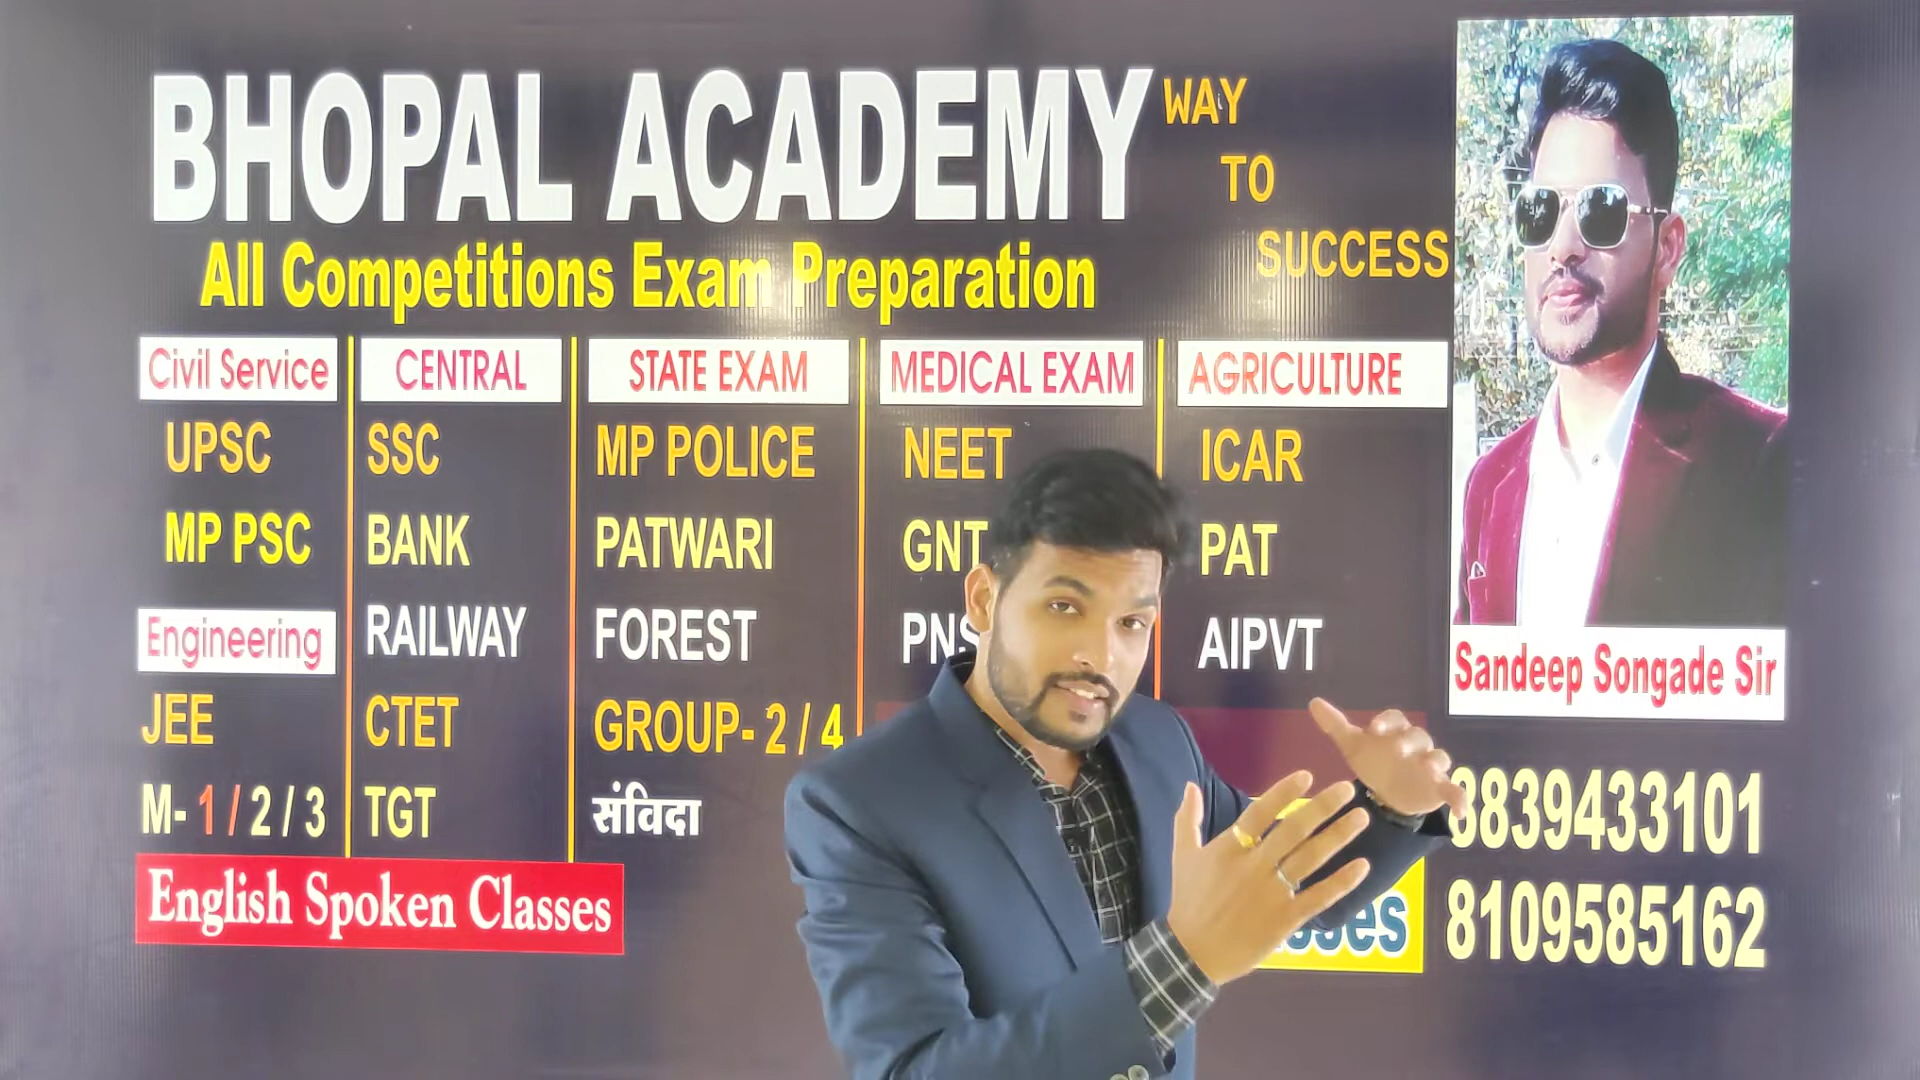 BHOPAL ACADEMY
WAY
TO
SUCCESS
All Competitions Exam Preparation
Civil Service
UPSC
MP PSC
Engineering
JEE
M- 1 / 2 / 3
CENTRAL
SSC
BANK
RAILWAY
CTET
TGT
STATE EXAM
MP POLICE
PATWARI
FOREST
GROUP- 2 / 4
संविदा
MEDICAL EXAM
NEET
GNT
AGRICULTURE
ICAR
PAT
AIPVT
English Spoken Classes
Sandeep Songade Sir
8109585162